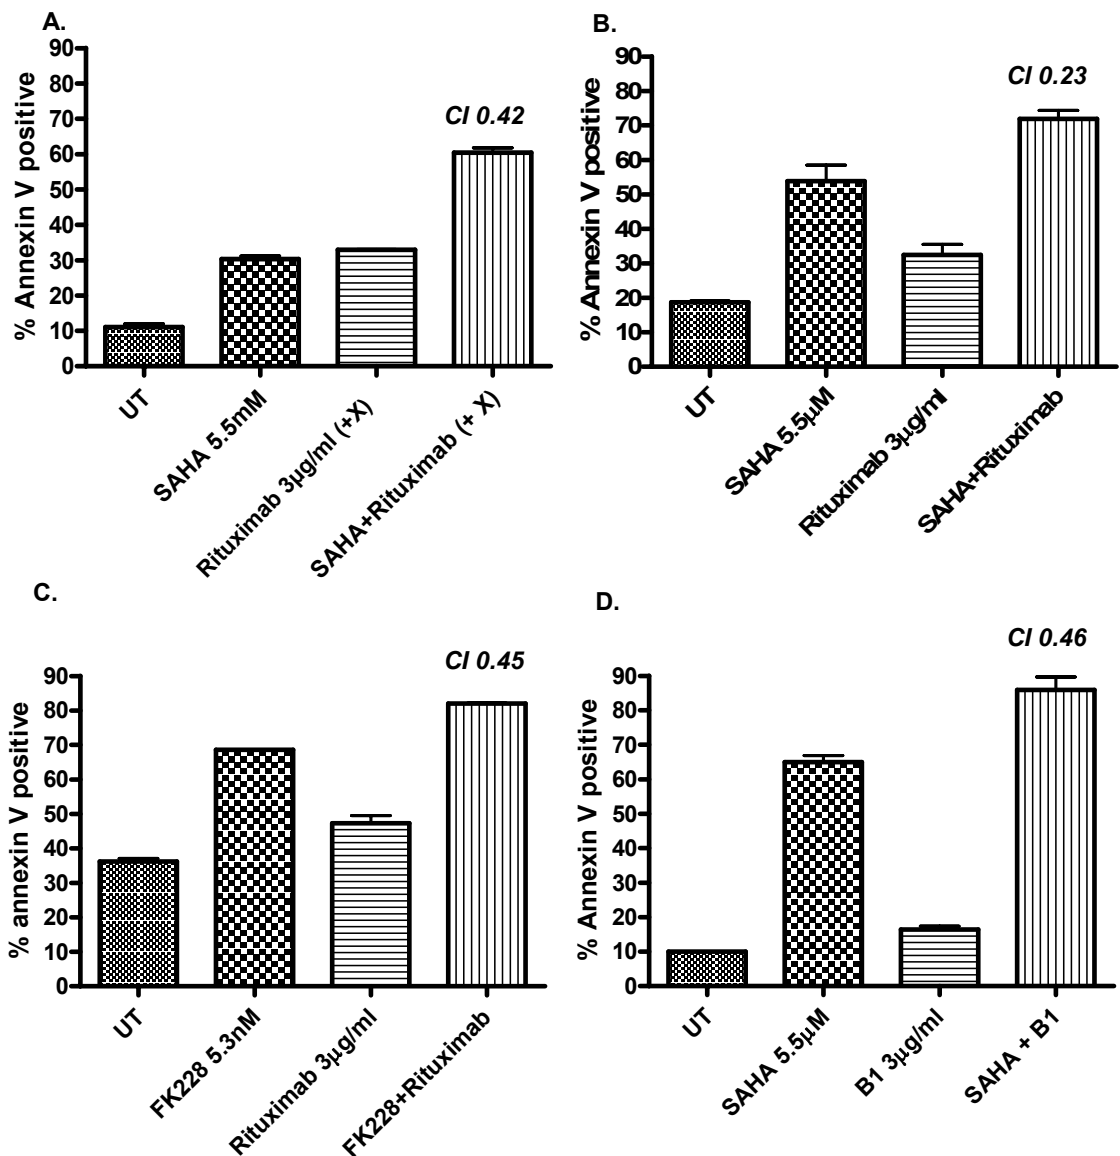 A.
% Annexin V positive
90
80
70
60
50
40
30
20
10
0
CI 0.42
UT
SAHA 5.5mM
Rituximab 3µg/ml (+X)
SAHA+Rituximab (+ X)
B.
% Annexin V positive
90
80
70
60
50
40
30
20
10
0
CI 0.23
UT
SAHA 5.5µM
Rituximab 3µg/ml
SAHA+Rituximab
C.
% annexin V positive
90
80
70
60
50
40
30
20
10
0
CI 0.45
UT
FK228 5.3nM
Rituximab 3µg/ml
FK228+Rituximab
D.
% Annexin V positive
90
80
70
60
50
40
30
20
10
0
CI 0.46
UT
SAHA 5.5µM
B1 3µg/ml
SAHA + B1